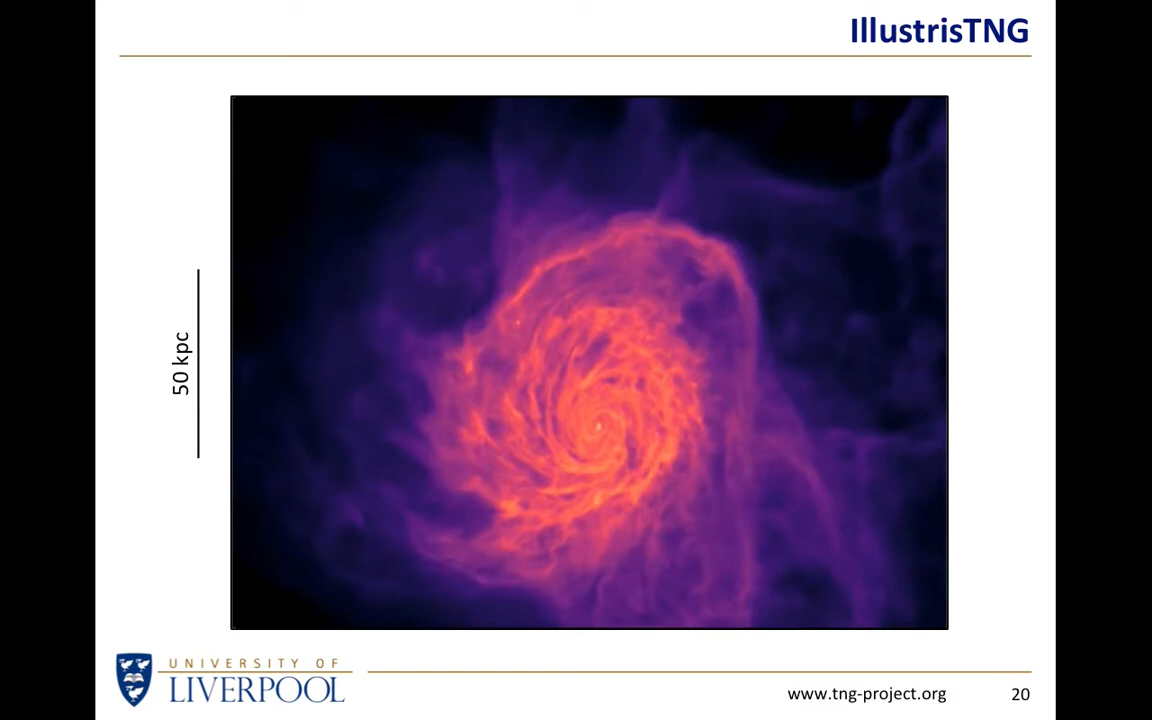 IllustrisTNG
50 kpc
UNIVERSITY OF
LIVERPOOL
www.tng-project.org
20